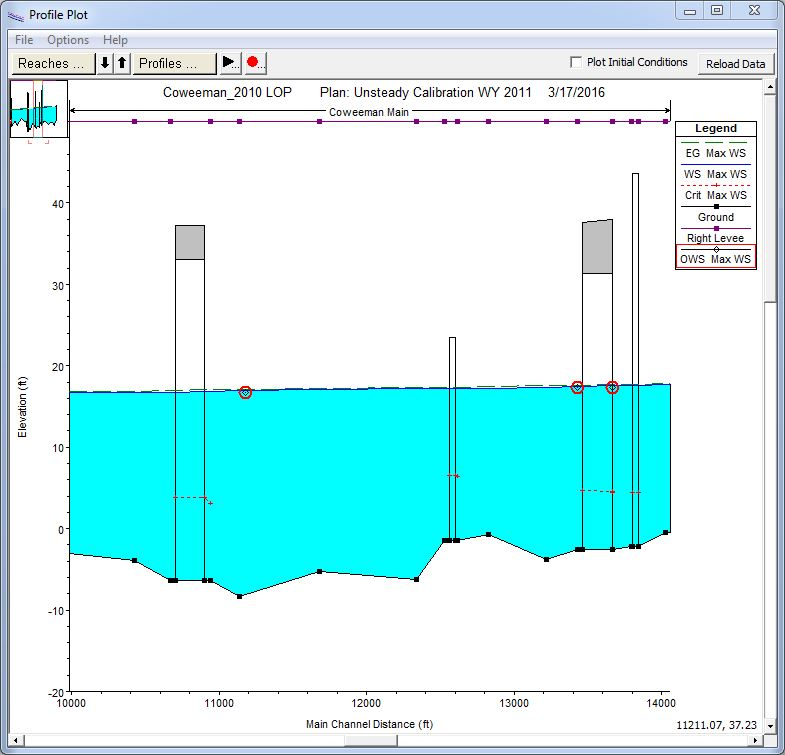 Profile Plot
File Options Help
Reaches ... Profiles ... ... ... Plot Initial Conditions Reload Data
Coweeman_2010 LOP Plan: Unsteady Calibration WY 2011 3/17/2016
Coweeman Main
Legend
EG Max WS
WS Max WS
Crit Max WS
Ground
Right Levee
OWS Max WS
40
30
20
10
0
-10
-20
Elevation (ft)
10000 11000 12000 13000 14000
Main Channel Distance (ft)
11211.07, 37.23